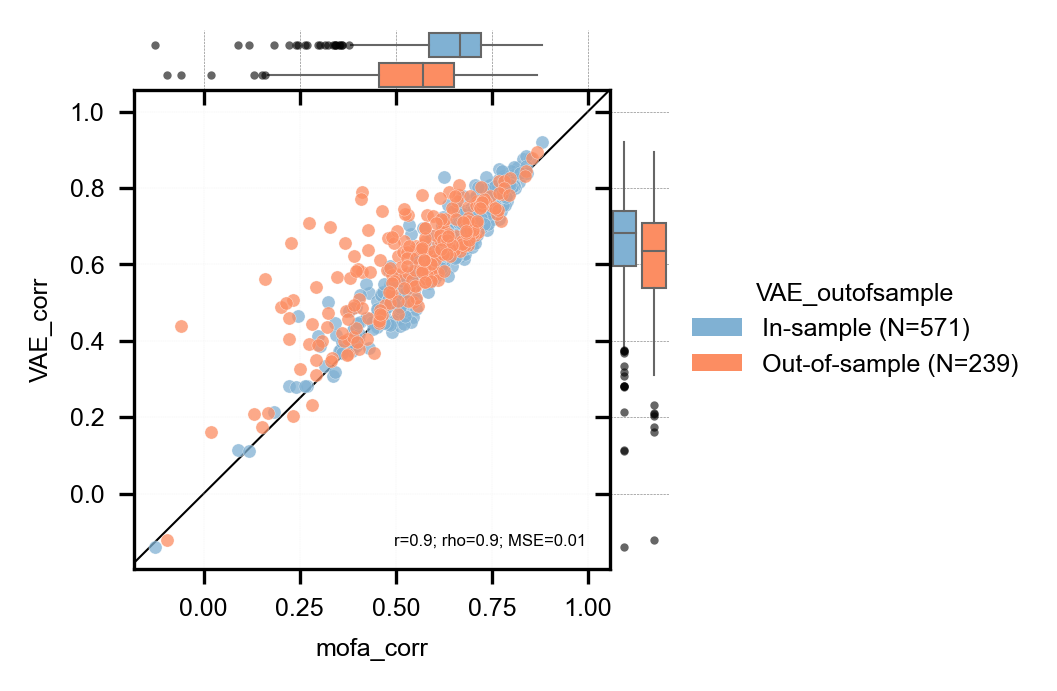 1.0
0.8
0.6
0.4
0.2
0.0
VAE_corr
r=0.9; rho=0.9; MSE=0.01
0.00 0.25 0.50 0.75 1.00
mofa_corr
VAE_outofsample
In-sample (N=571)
Out-of-sample (N=239)